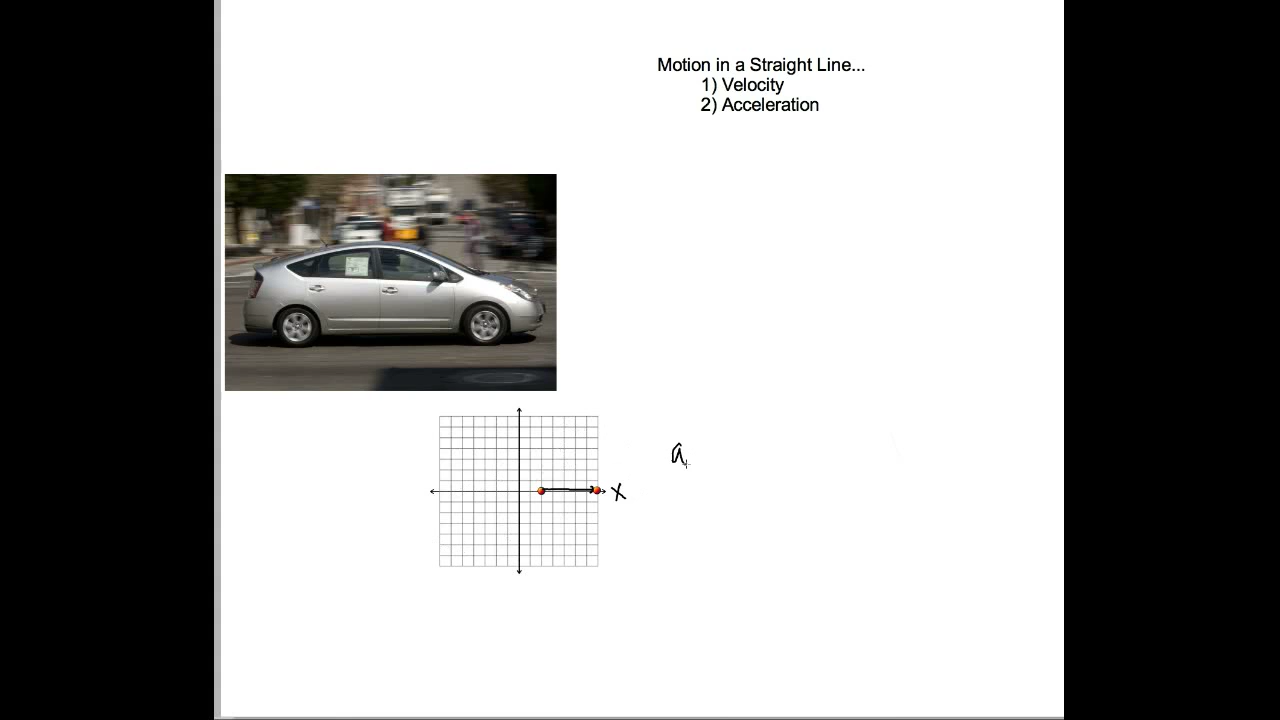 Motion in a Straight Line...
1) Velocity
2) Acceleration
a
X